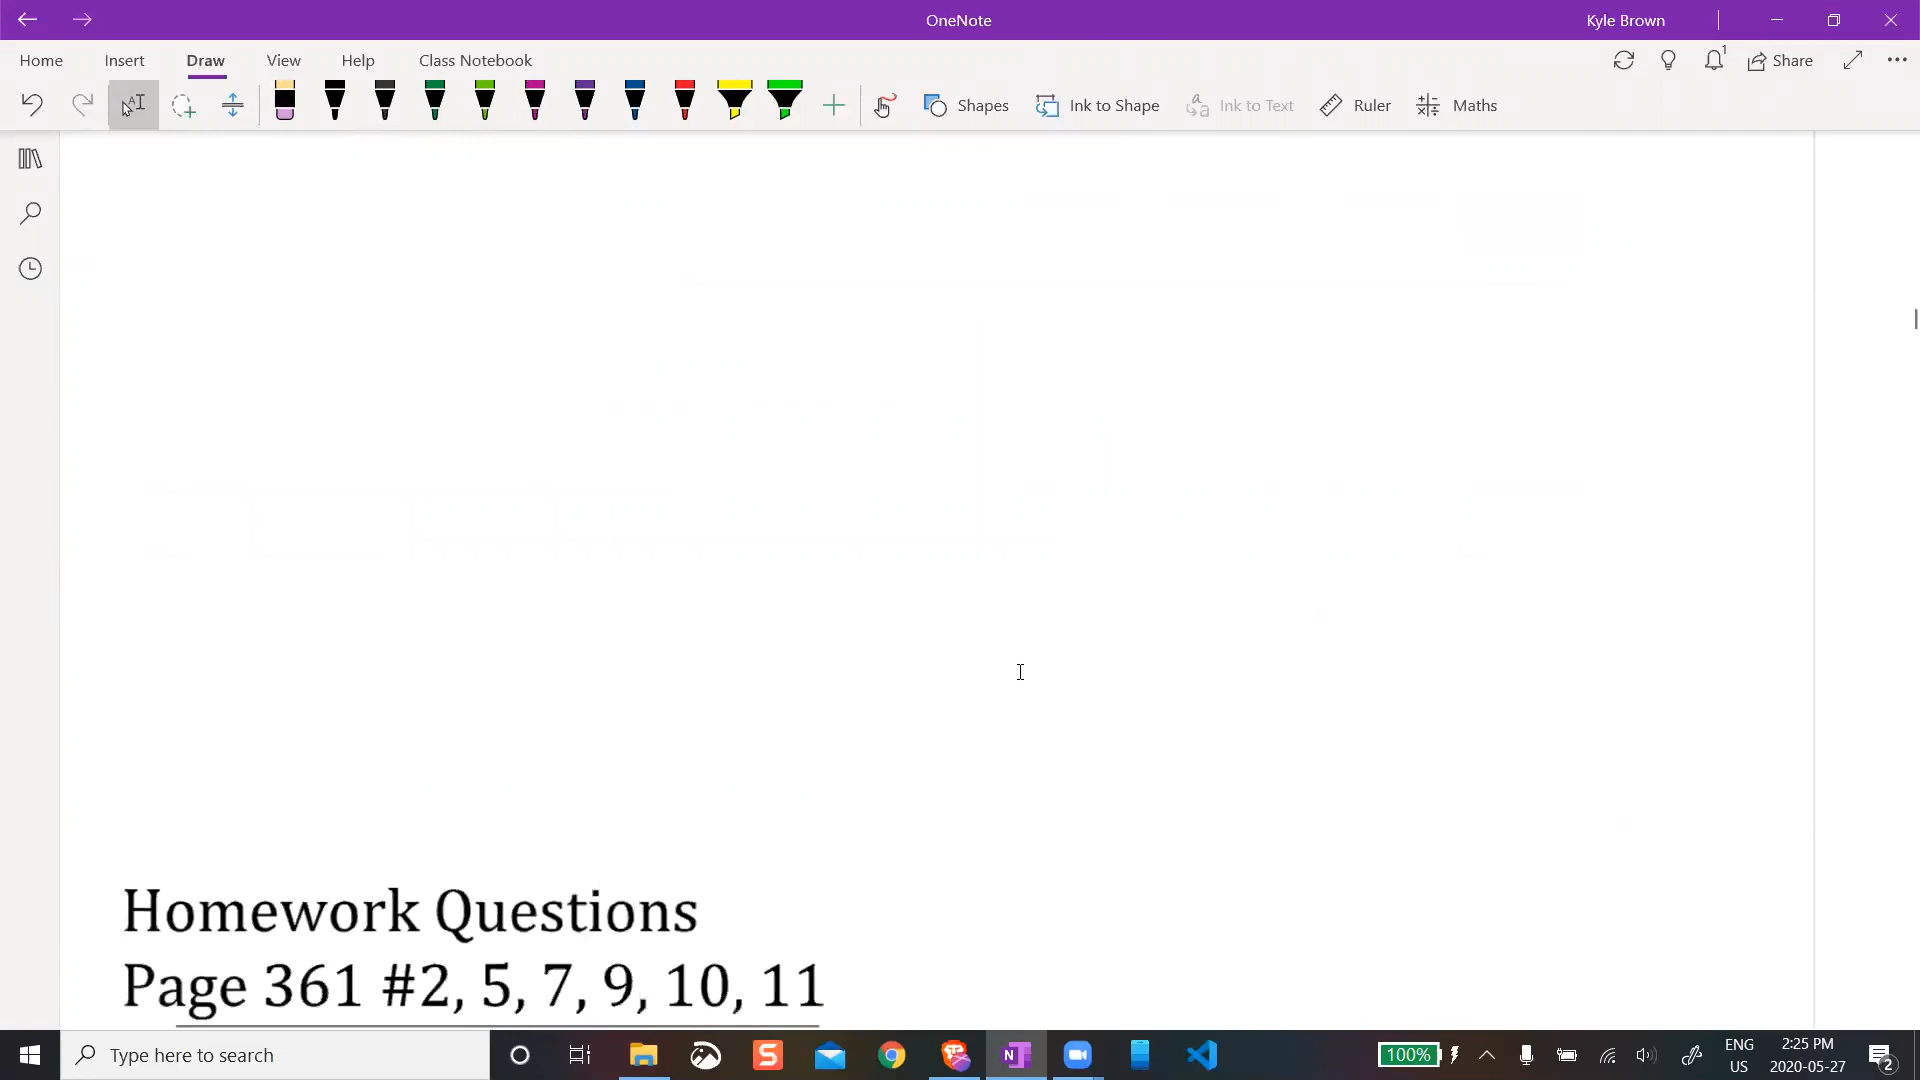 OneNote
Kyle Brown
Home Insert Draw View Help Class Notebook
1 Share
Shapes Ink to Shape Ink to Text Ruler Maths
Homework Questions
Page 361 #2, 5, 7, 9, 10, 11
Type here to search
100%
ENG
US
2:25 PM
2020-05-27
2